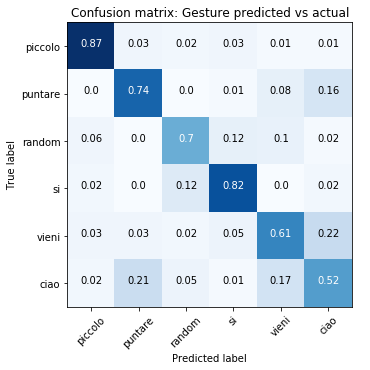 Confusion matrix: Gesture predicted vs actual
True label
piccolo 0.87 0.03 0.02 0.03 0.01 0.01
puntare 0.0 0.74 0.0 0.01 0.08 0.16
random 0.06 0.0 0.7 0.12 0.1 0.02
si 0.02 0.0 0.12 0.82 0.0 0.02
vieni 0.03 0.03 0.02 0.05 0.61 0.22
ciao 0.02 0.21 0.05 0.01 0.17 0.52
piccolo puntare random si vieni ciao
Predicted label